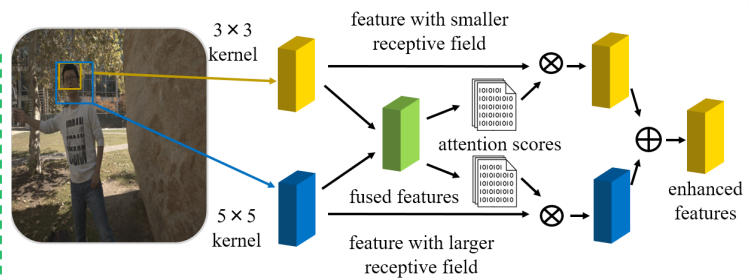 3 × 3
kernel
feature with smaller
receptive field
attention scores
fused features
5 × 5
kernel
feature with larger
receptive field
enhanced
features